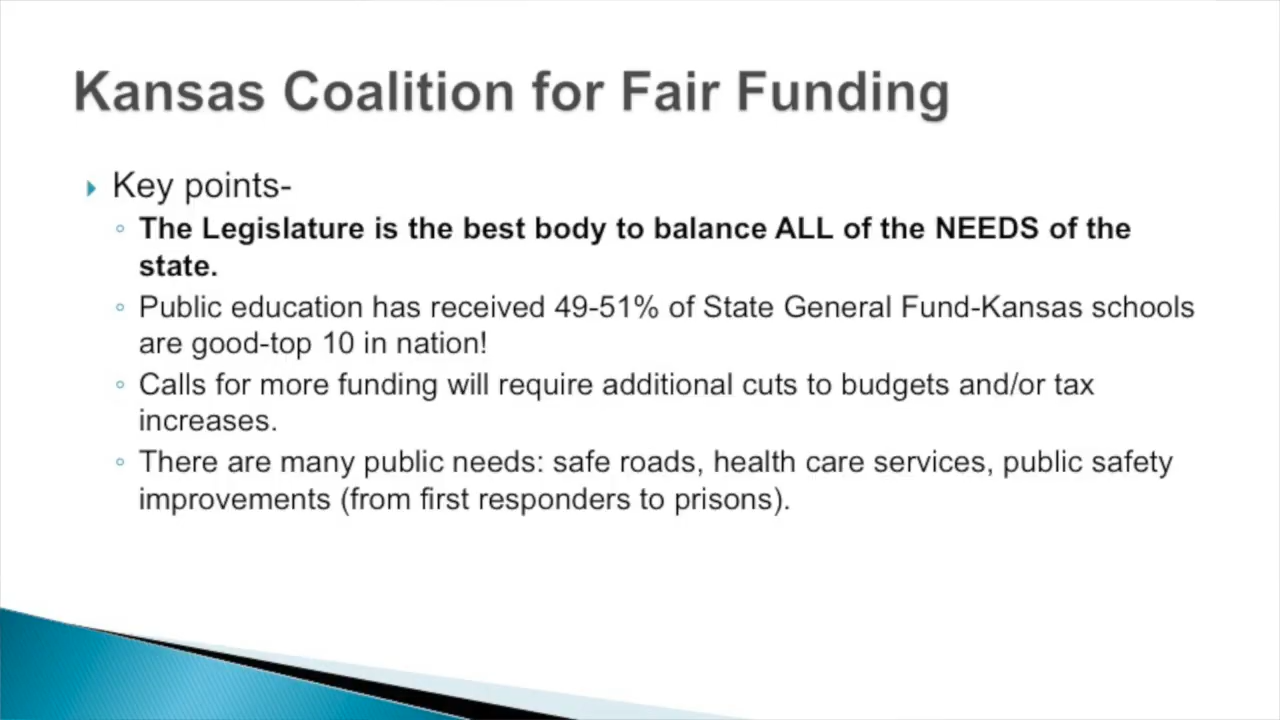 Kansas Coalition for Fair Funding
Key points-
The Legislature is the best body to balance ALL of the NEEDS of the
state.
Public education has received 49-51% of State General Fund-Kansas schools
are good-top 10 in nation!
Calls for more funding will require additional cuts to budgets and/or tax
increases.
There are many public needs: safe roads, health care services, public safety
improvements (from first responders to prisons).